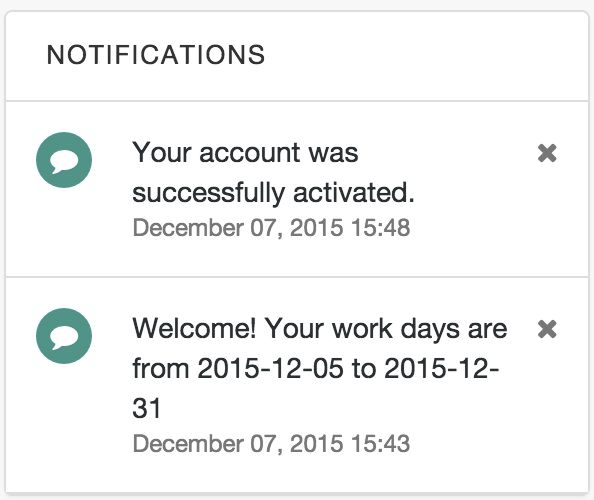 NOTIFICATIONS
Your account was
successfully activated.
December 07, 2015 15:48
Welcome! Your work days are
from 2015-12-05 to 2015-12-
31
December 07, 2015 15:43